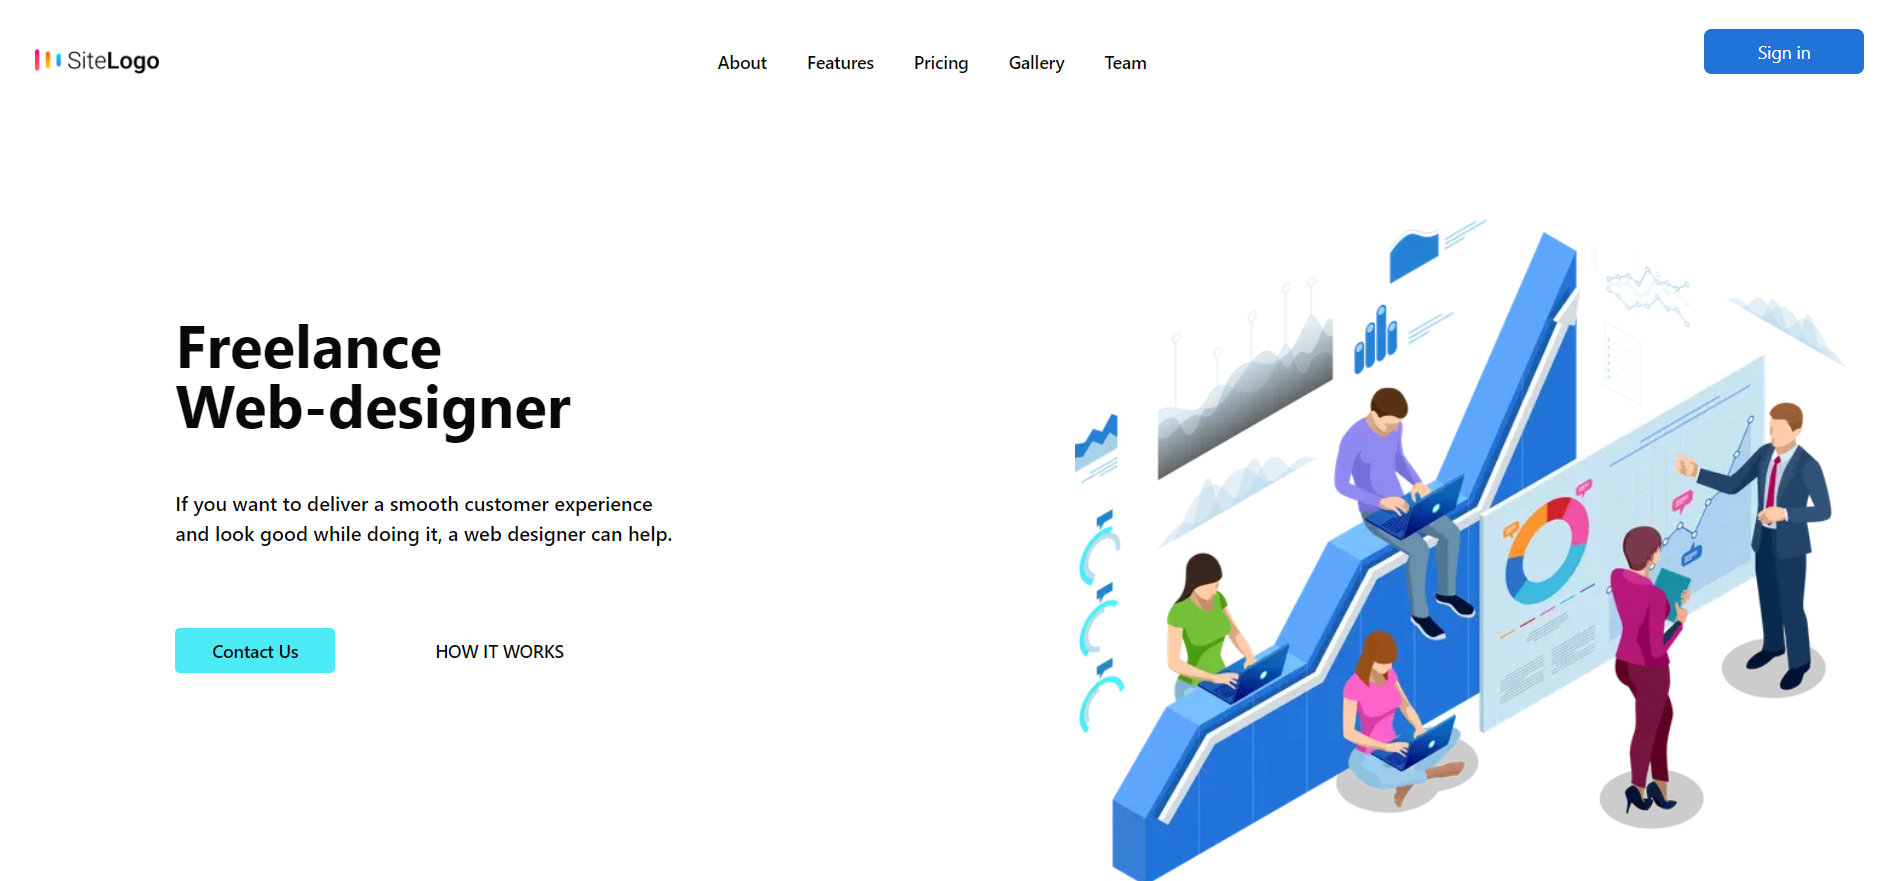 SiteLogo
About Features Pricing Gallery Team
Sign in
Freelance
Web-designer
If you want to deliver a smooth customer experience
and look good while doing it, a web designer can help.
Contact Us
HOW IT WORKS